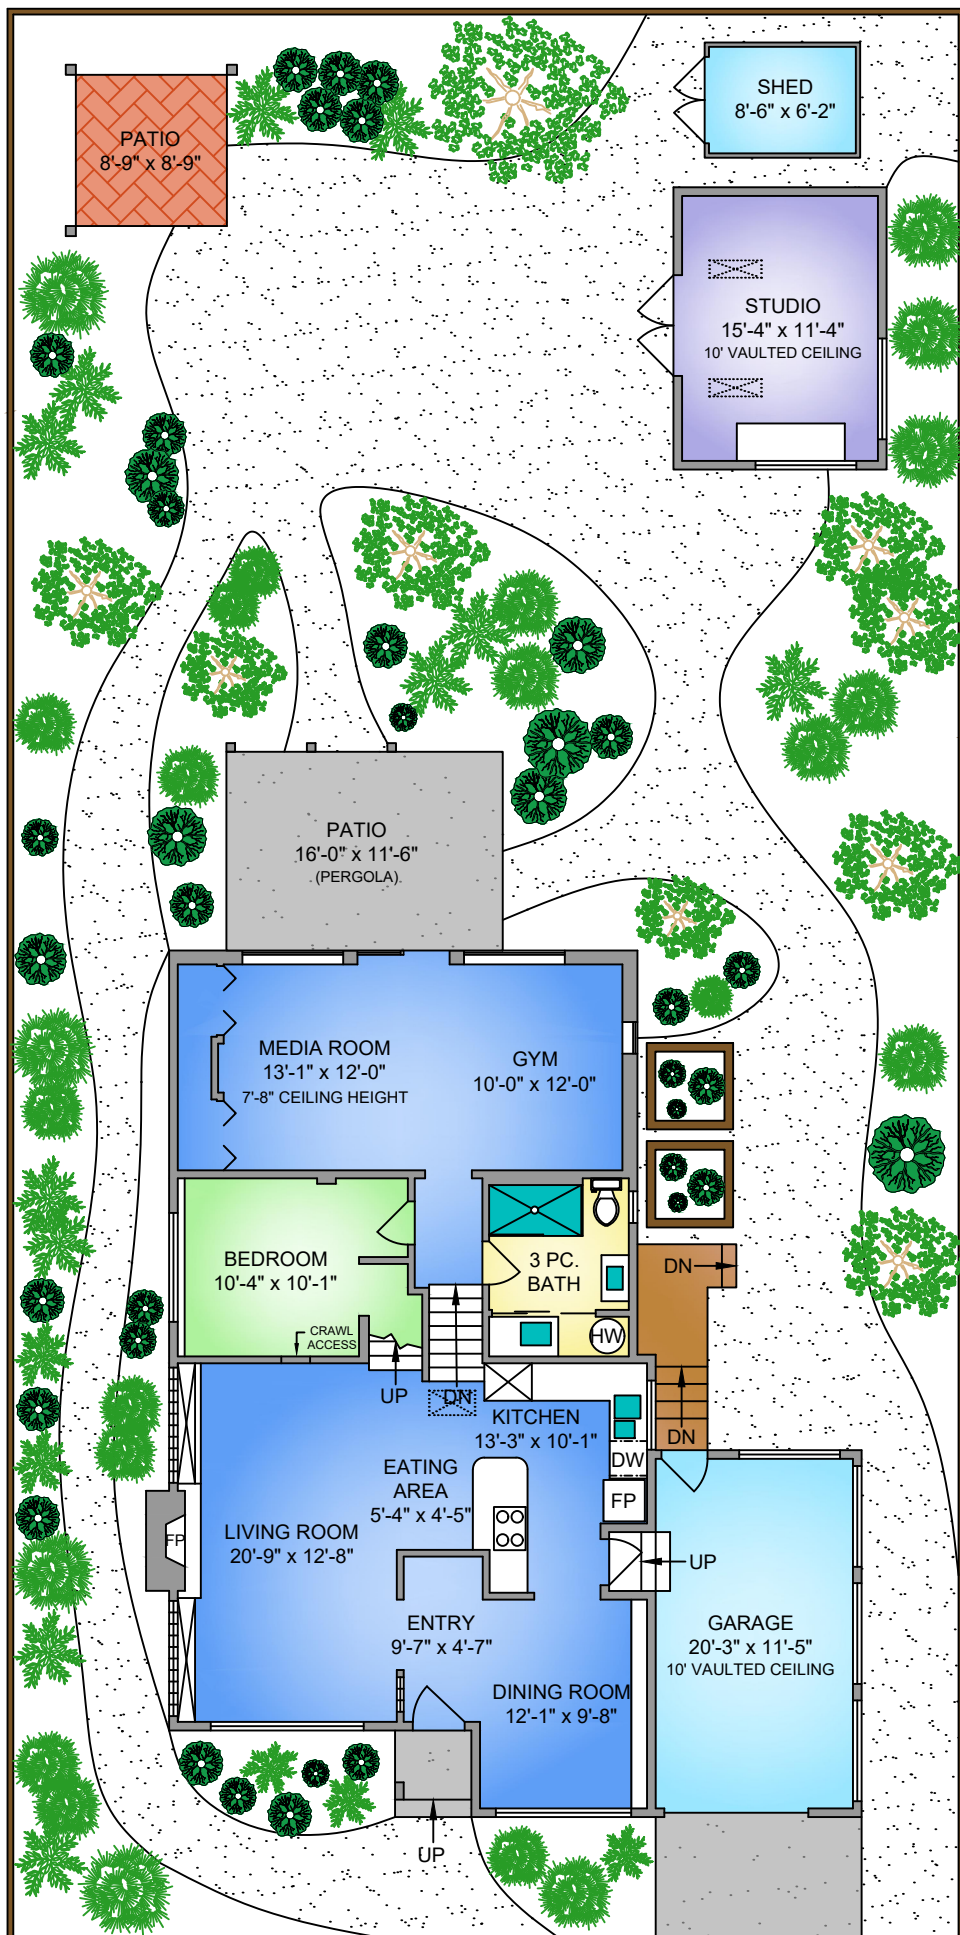 SHED
8'-6" x 6'-2"
PATIO
8'-9" x 8'-9"
STUDIO
15'-4" x 11'-4"
10' VAULTED CEILING
PATIO
16'-0" x 11'-6"
(PERGOLA)
MEDIA ROOM
13'-1" x 12'-0"
7'-8" CEILING HEIGHT
GYM
10'-0" x 12'-0"
BEDROOM
10'-4" x 10'-1"
3 PC.
BATH
DN
CRAWL
ACCESS
HW
UP
DN
KITCHEN
13'-3" x 10'-1"
DN
EATING
AREA
5'-4" x 4'-5"
DW
FP
LIVING ROOM
20'-9" x 12'-8"
FP
UP
ENTRY
9'-7" x 4'-7"
GARAGE
20'-3" x 11'-5"
10' VAULTED CEILING
DINING ROOM
12'-1" x 9'-8"
UP